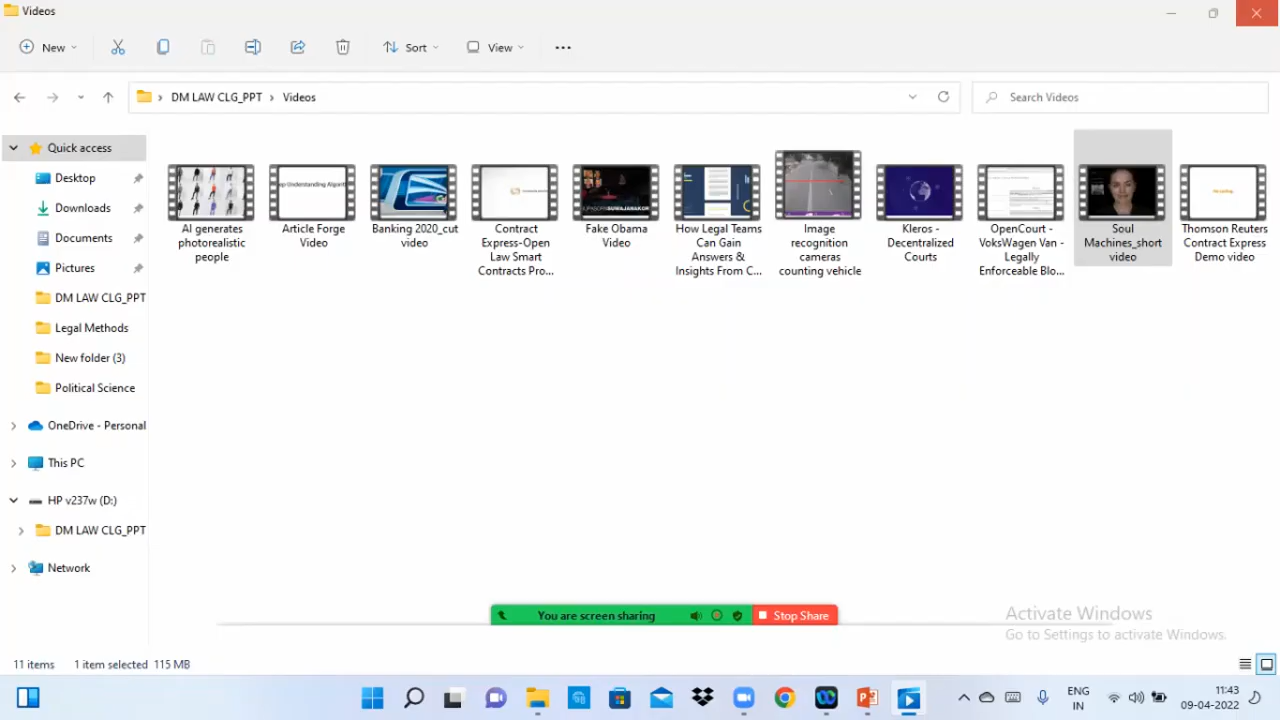 Videos
New
Sort
View
DM LAW CLG_PPT
Videos
Search Videos
Quick access
Desktop
Downloads
Documents
Pictures
DM LAW CLG_PPT
Legal Methods
New folder (3)
Political Science
OneDrive - Personal
This PC
HP v237w (D:)
DM LAW CLG_PPT
Network
AI generates
photorealistic
people
Article Forge
Video
Banking 2020_cut
video
Contract
Express-Open
Law Smart
Contracts Pro...
Fake Obama
Video
How Legal Teams
Can Gain
Answers &
Insights From C...
Image
recognition
cameras
counting vehicle
Kleros -
Decentralized
Courts
OpenCourt -
VoksWagen Van -
Legally
Enforceable Blo...
Soul
Machines_short
video
Thomson Reuters
Contract Express
Demo video
You are screen sharing
Stop Share
Activate Windows
Go to Settings to activate Windows.
11 items
1 item selected 115 MB
ENG
IN
11:43
09-04-2022